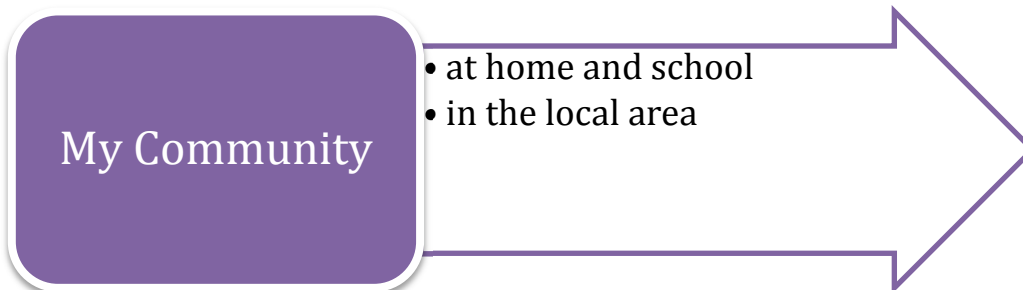 My Community
• at home and school
• in the local area